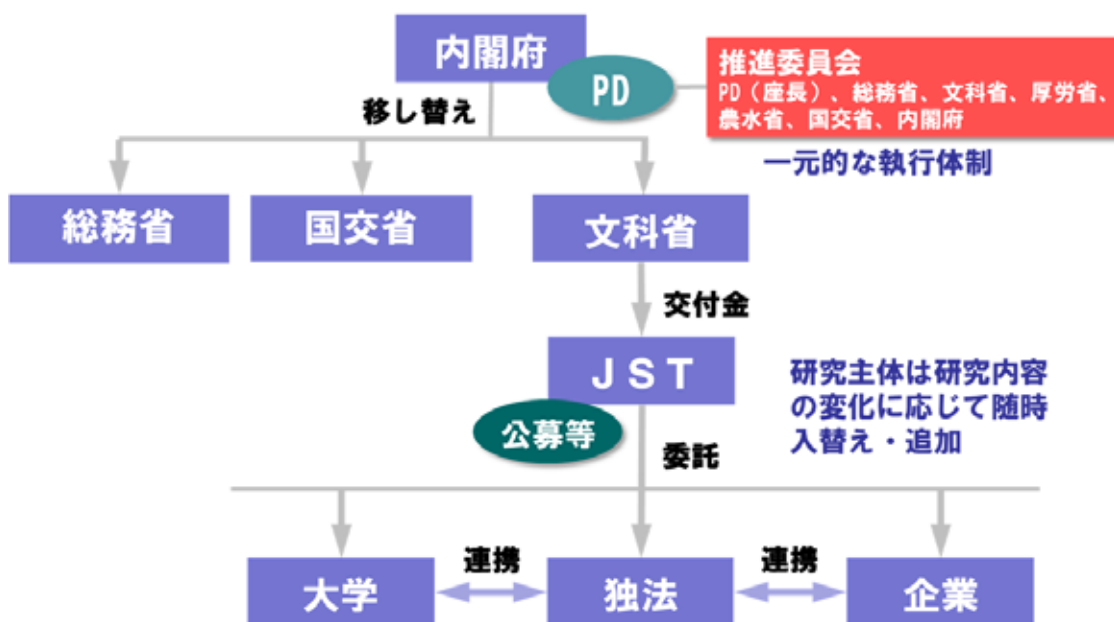 内閣府
PD
推進委員会
PD（座長）、総務省、文科省、厚労省、
農水省、国交省、内閣府
移し替え
一元的な執行体制
総務省
国交省
文科省
交付金
ＪＳＴ
公募等
研究主体は研究内容
の変化に応じて随時
入替え・追加
委託
連携
連携
大学
独法
企業